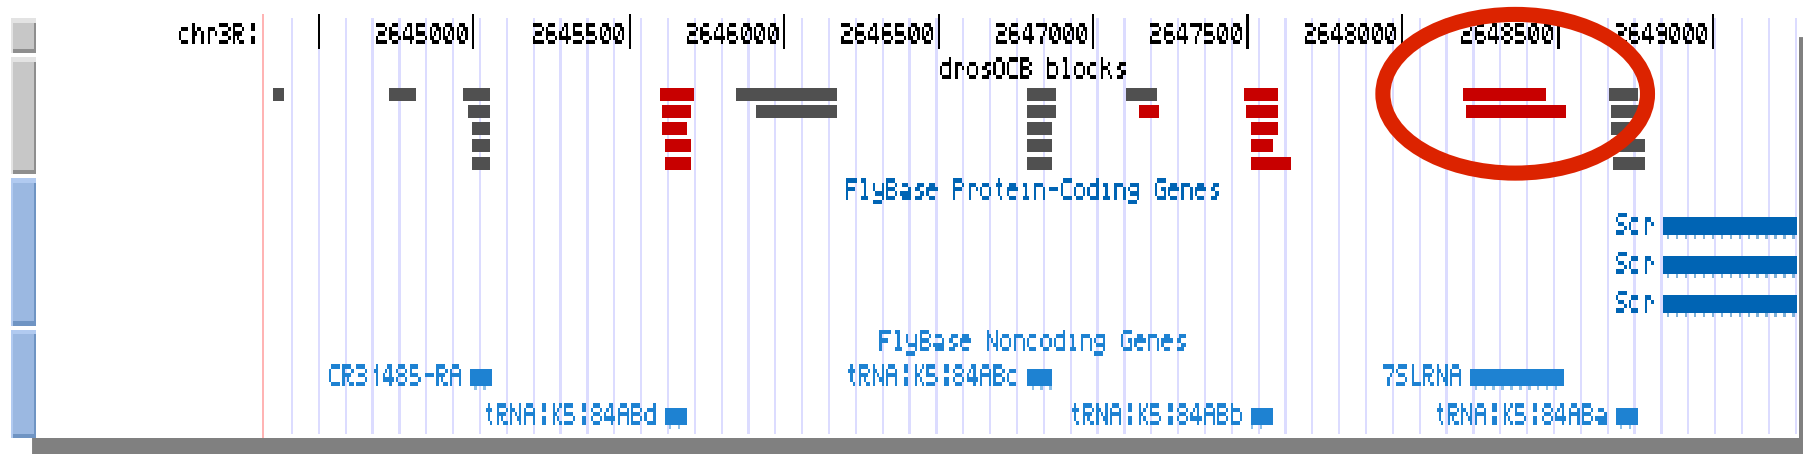 chr3R: 2645000 2645500 2646000 2646500 2647000 2647500 2648000 2648500 2649000
drosOCB blocks
FlyBase Protein-Coding Genes
Scr
Scr
Scr
FlyBase Noncoding Genes
CR31485-RA tRNA:K5:84ABc 7SLRNA
tRNA:K5:84ABd tRNA:K5:84ABb tRNA:K5:84ABa